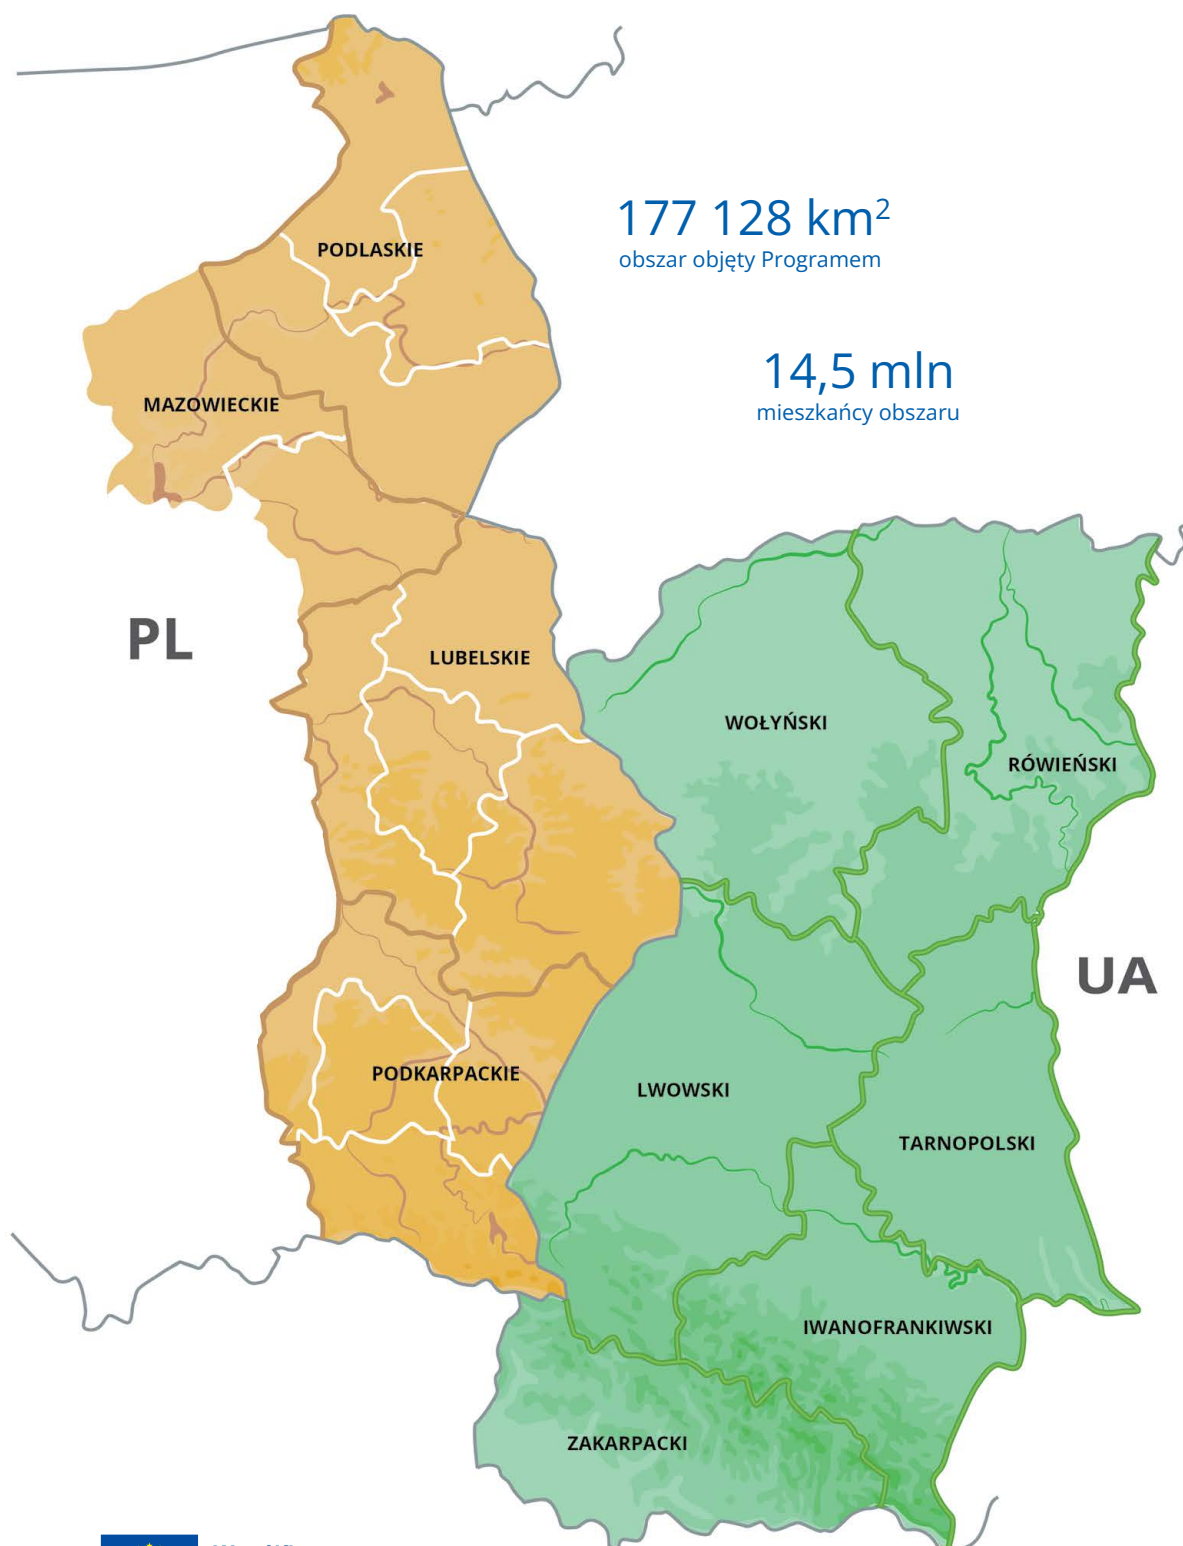 177 128 km²
obszar objęty Programem
PODLASKIE
14,5 mln
mieszkańcy obszaru
MAZOWIECKIE
PL
LUBELSKIE
WOŁYŃSKI
RÓWIEŃSKI
UA
PODKARPACKIE
LWOWSKI
TARNOPOLSKI
IWANOFRANKIWSKI
ZAKARPACKI